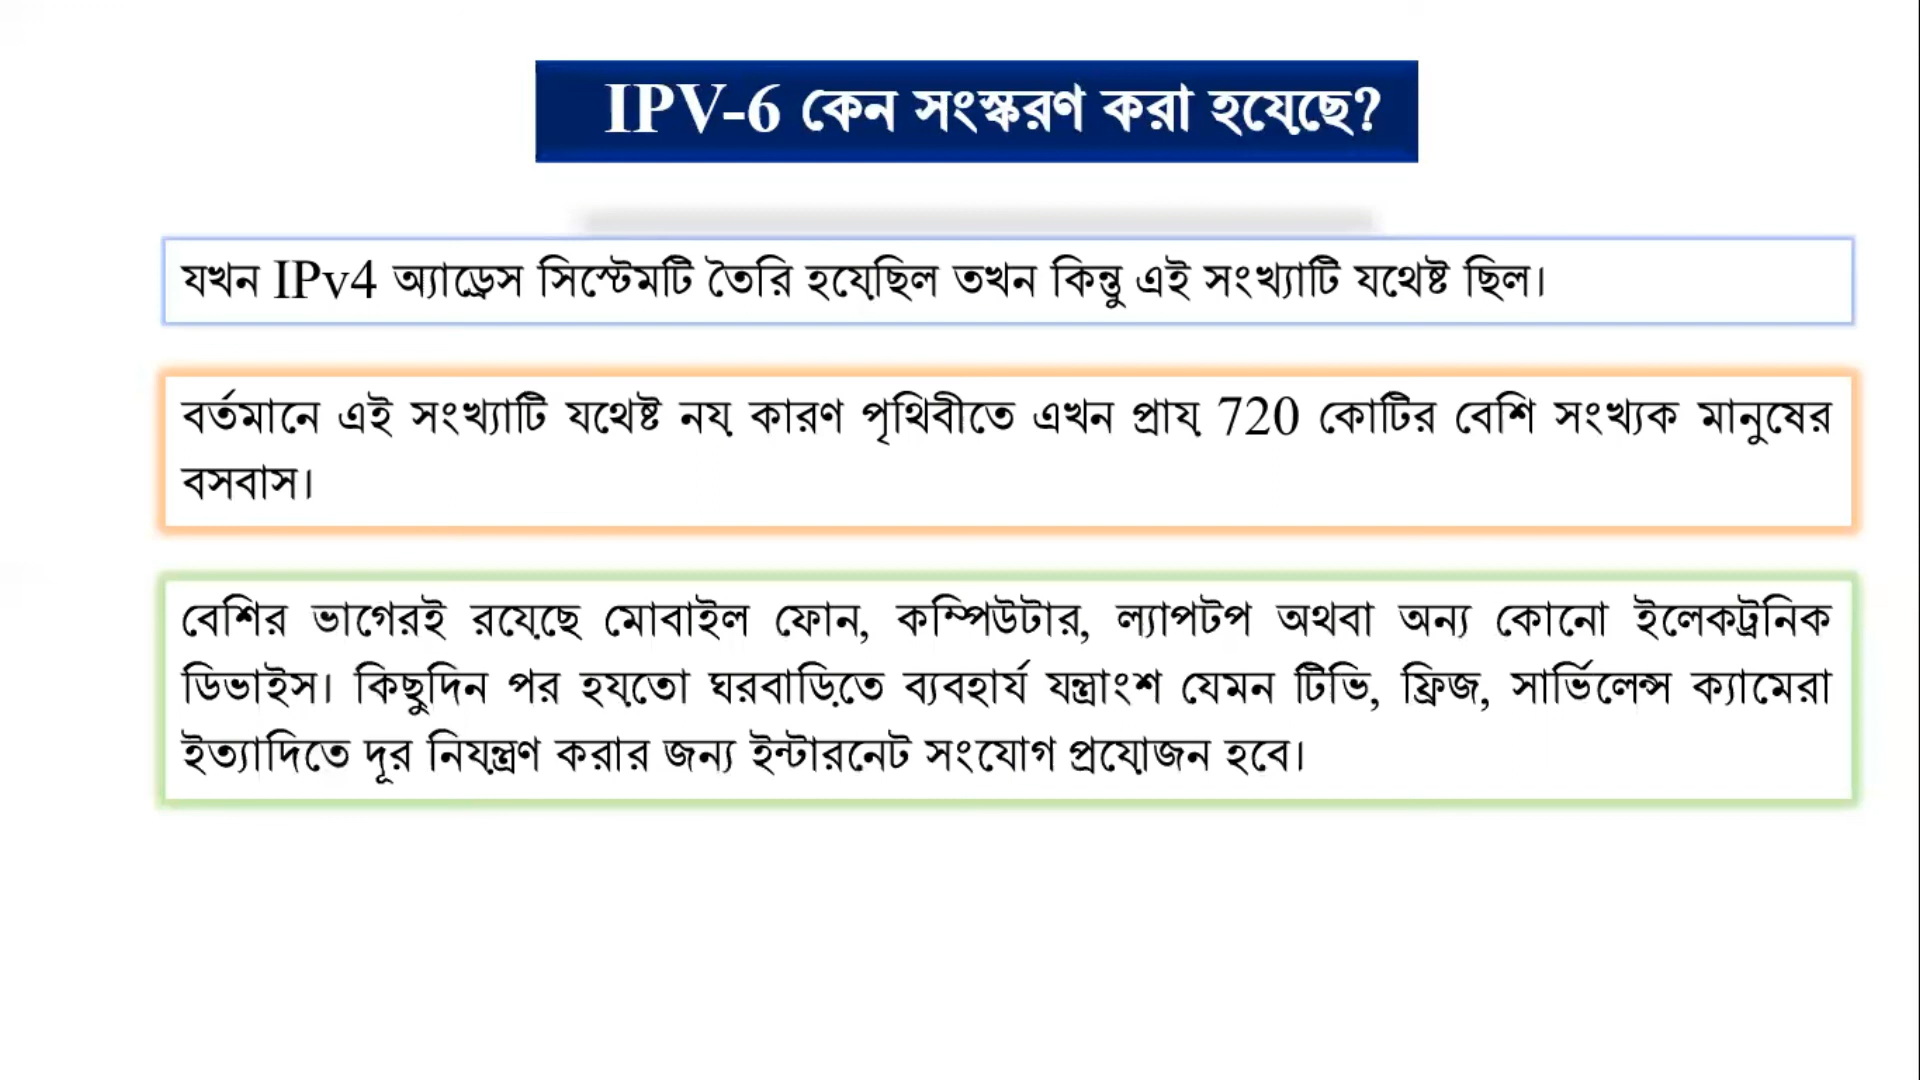 IPV-6 কেন সংস্করণ করা হয়েছে?
যখন IPv4 অ্যাড্রেস সিস্টেমটি তৈরি হয়েছিল তখন কিন্তু এই সংখ্যাটি যথেষ্ট ছিল।
বর্তমানে এই সংখ্যাটি যথেষ্ট নয় কারণ পৃথিবীতে এখন প্রায় 720 কোটির বেশি সংখ্যক মানুষের
বসবাস।
বেশির ভাগেরই রয়েছে মোবাইল ফোন, কম্পিউটার, ল্যাপটপ অথবা অন্য কোনো ইলেকট্রনিক
ডিভাইস। কিছুদিন পর হয়তো ঘরবাড়িতে ব্যবহার্য যন্ত্রাংশ যেমন টিভি, ফ্রিজ, সার্ভিলেন্স ক্যামেরা
ইত্যাদিতে দূর নিয়ন্ত্রণ করার জন্য ইন্টারনেট সংযোগ প্রয়োজন হবে।